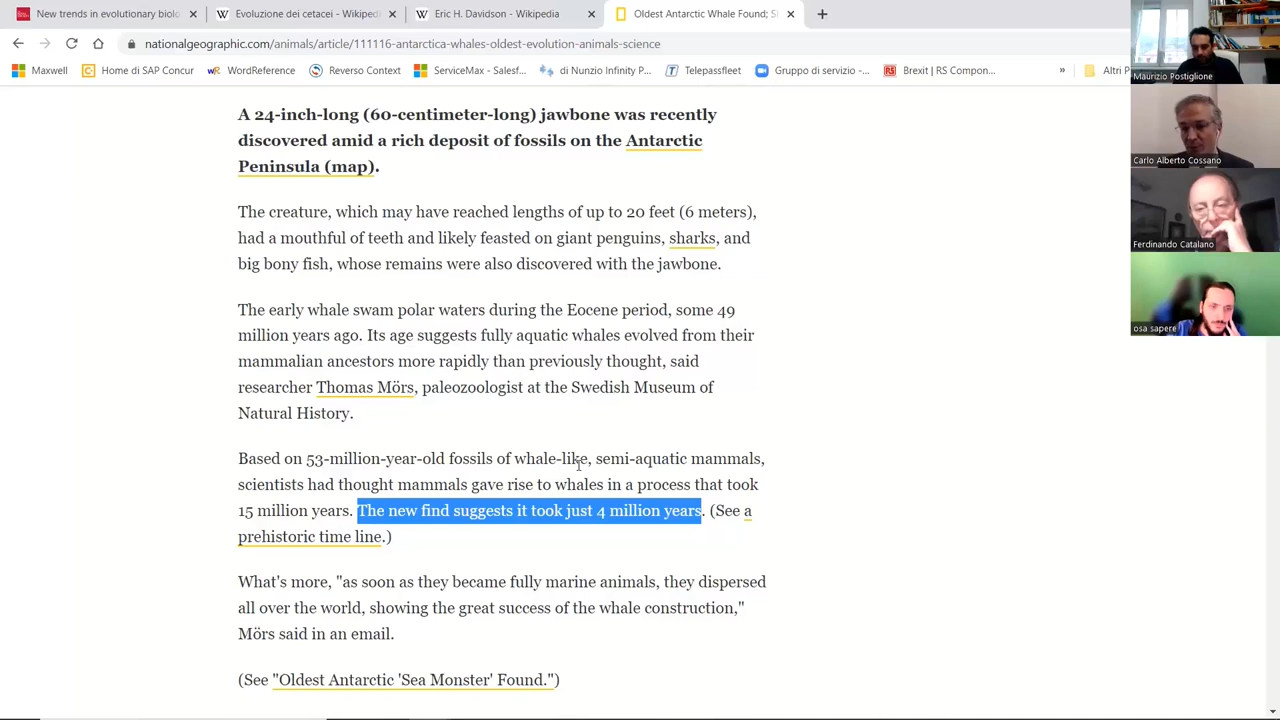 New trends in evolutionary biolo
Evoluzione dei cetacei - Wikiped
Eric H. Davidson - Wikipedia
Oldest Antarctic Whale Found; S
nationalgeographic.com/animals/article/111116-antarctica-whales-oldest-evolution-animals-science
Maxwell
Home di SAP Concur
WordReference
Reverso Context
Microsoft - Salesf...
di Nunzio Infinity P...
Telepassfleet
Gruppo di servizio -...
Brexit | RS Compon...
»
Altri P
A 24-inch-long (60-centimeter-long) jawbone was recently
discovered amid a rich deposit of fossils on the Antarctic
Peninsula (map).
The creature, which may have reached lengths of up to 20 feet (6 meters),
had a mouthful of teeth and likely feasted on giant penguins, sharks, and
big bony fish, whose remains were also discovered with the jawbone.
The early whale swam polar waters during the Eocene period, some 49
million years ago. Its age suggests fully aquatic whales evolved from their
mammalian ancestors more rapidly than previously thought, said
researcher Thomas Mörs, paleozoologist at the Swedish Museum of
Natural History.
Based on 53-million-year-old fossils of whale-like, semi-aquatic mammals,
scientists had thought mammals gave rise to whales in a process that took
15 million years. The new find suggests it took just 4 million years. (See a
prehistoric time line.)
What's more, "as soon as they became fully marine animals, they dispersed
all over the world, showing the great success of the whale construction,"
Mörs said in an email.
(See "Oldest Antarctic 'Sea Monster' Found.")
Maurizio Postiglione
Carlo Alberto Cossano
Ferdinando Catalano
osa sapere